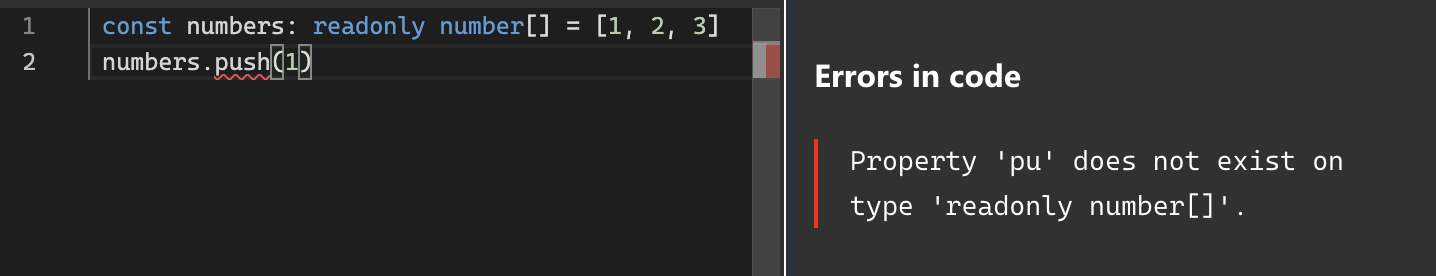 1 const numbers: readonly number[] = [1, 2, 3]
2 numbers.push(1)
Errors in code
Property 'pu' does not exist on
type 'readonly number[]'.